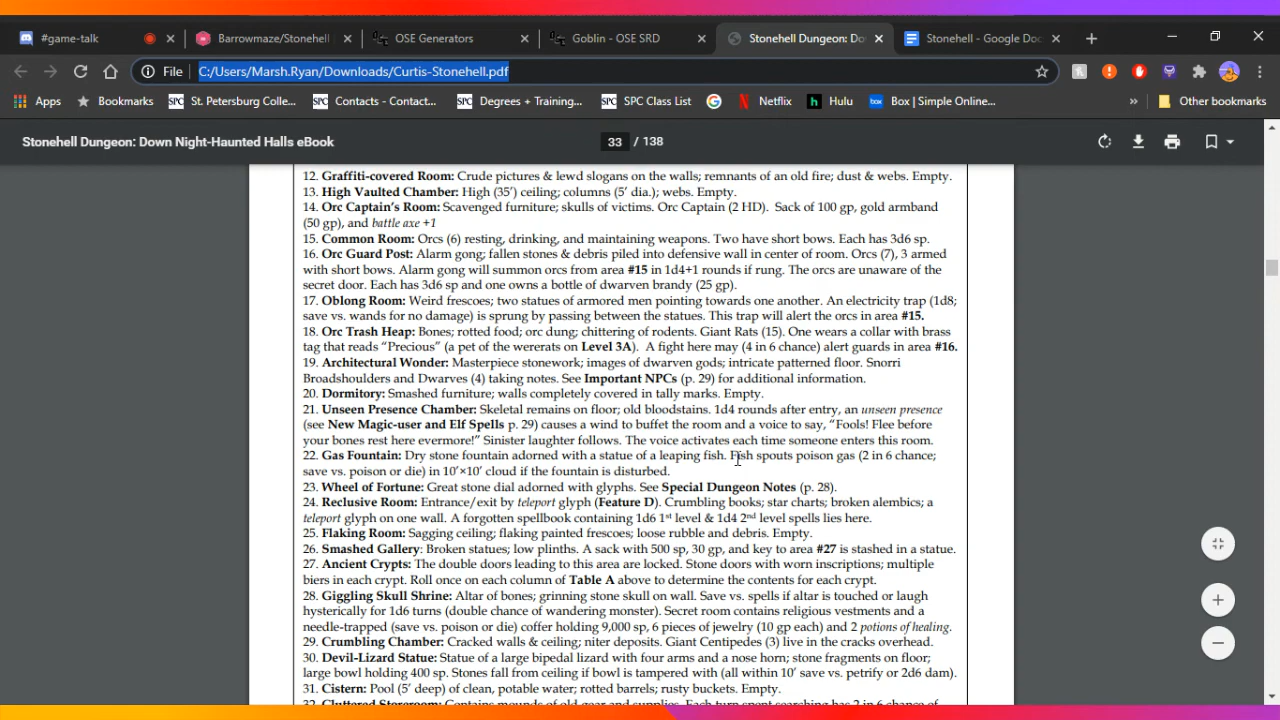 #game-talk
Barrowmaze/Stonehell
OSE Generators
Goblin - OSE SRD
Stonehell Dungeon: Do
Stonehell - Google Doc
File
C:/Users/Marsh.Ryan/Downloads/Curtis-Stonehell.pdf
Apps
Bookmarks
SPC St. Petersburg Colle...
SPC Contacts - Contact...
SPC Degrees + Training...
SPC SPC Class List
G
N Netflix
h Hulu
box Box | Simple Online...
»
Other bookmarks
Stonehell Dungeon: Down Night-Haunted Halls eBook
33 / 138
12. Graffiti-covered Room: Crude pictures & lewd slogans on the walls; remnants of an old fire; dust & webs. Empty.
13. High Vaulted Chamber: High (35') ceiling; columns (5' dia.); webs. Empty.
14. Orc Captain's Room: Scavenged furniture; skulls of victims. Orc Captain (2 HD). Sack of 100 gp, gold armband
(50 gp), and battle axe +1
15. Common Room: Orcs (6) resting, drinking, and maintaining weapons. Two have short bows. Each has 3d6 sp.
16. Orc Guard Post: Alarm gong; fallen stones & debris piled into defensive wall in center of room. Orcs (7), 3 armed
with short bows. Alarm gong will summon orcs from area #15 in 1d4+1 rounds if rung. The orcs are unaware of the
secret door. Each has 3d6 sp and one owns a bottle of dwarven brandy (25 gp).
17. Oblong Room: Weird frescoes; two statues of armored men pointing towards one another. An electricity trap (1d8;
save vs. wands for no damage) is sprung by passing between the statues. This trap will alert the orcs in area #15.
18. Orc Trash Heap: Bones; rotted food; orc dung; chittering of rodents. Giant Rats (15). One wears a collar with brass
tag that reads “Precious” (a pet of the wererats on Level 3A). A fight here may (4 in 6 chance) alert guards in area #16.
19. Architectural Wonder: Masterpiece stonework; images of dwarven gods; intricate patterned floor. Snorri
Broadshoulders and Dwarves (4) taking notes. See Important NPCs (p. 29) for additional information.
20. Dormitory: Smashed furniture; walls completely covered in tally marks. Empty.
21. Unseen Presence Chamber: Skeletal remains on floor; old bloodstains. 1d4 rounds after entry, an unseen presence
(see New Magic-user and Elf Spells p. 29) causes a wind to buffet the room and a voice to say, “Fools! Flee before
your bones rest here evermore!” Sinister laughter follows. The voice activates each time someone enters this room.
22. Gas Fountain: Dry stone fountain adorned with a statue of a leaping fish. Fish spouts poison gas (2 in 6 chance;
save vs. poison or die) in 10'×10' cloud if the fountain is disturbed.
23. Wheel of Fortune: Great stone dial adorned with glyphs. See Special Dungeon Notes (p. 28).
24. Reclusive Room: Entrance/exit by teleport glyph (Feature D). Crumbling books; star charts; broken alembics; a
teleport glyph on one wall. A forgotten spellbook containing 1d6 1st level & 1d4 2nd level spells lies here.
25. Flaking Room: Sagging ceiling; flaking painted frescoes; loose rubble and debris. Empty.
26. Smashed Gallery: Broken statues; low plinths. A sack with 500 sp, 30 gp, and key to area #27 is stashed in a statue.
27. Ancient Crypts: The double doors leading to this area are locked. Stone doors with worn inscriptions; multiple
biers in each crypt. Roll once on each column of Table A above to determine the contents for each crypt.
28. Giggling Skull Shrine: Altar of bones; grinning stone skull on wall. Save vs. spells if altar is touched or laugh
hysterically for 1d6 turns (double chance of wandering monster). Secret room contains religious vestments and a
needle-trapped (save vs. poison or die) coffer holding 9,000 sp, 6 pieces of jewelry (10 gp each) and 2 potions of healing.
29. Crumbling Chamber: Cracked walls & ceiling; niter deposits. Giant Centipedes (3) live in the cracks overhead.
30. Devil-Lizard Statue: Statue of a large bipedal lizard with four arms and a nose horn; stone fragments on floor;
large bowl holding 400 sp. Stones fall from ceiling if bowl is tampered with (all within 10' save vs. petrify or 2d6 dam).
31. Cistern: Pool (5' deep) of clean, potable water; rotted barrels; rusty buckets. Empty.
32. Cluttered Storeroom: Contains mounds of old gear and supplies. Each turn spent searching has 2 in 6 chance of